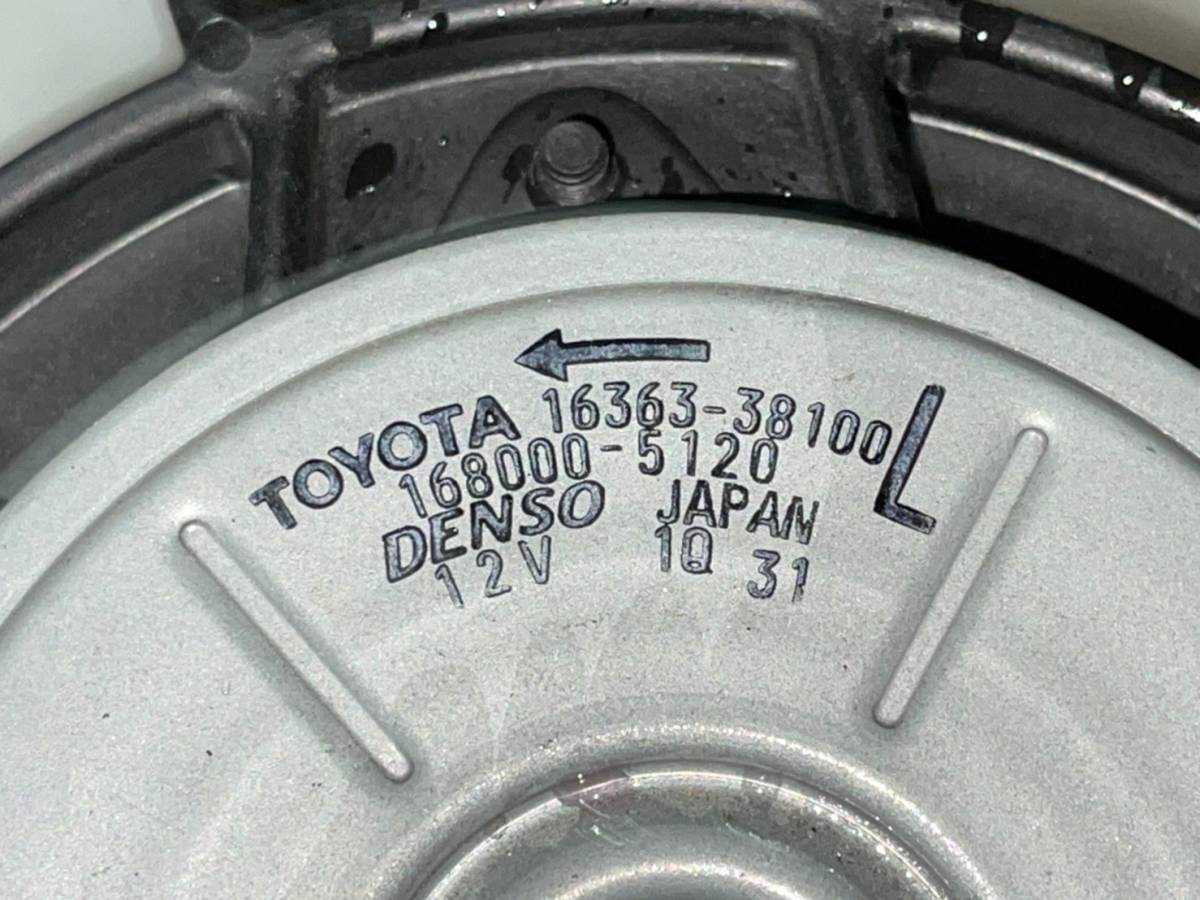 TOYOTA 16363-38100 L
168000-5120
DENSO JAPAN
12V 1Q 31